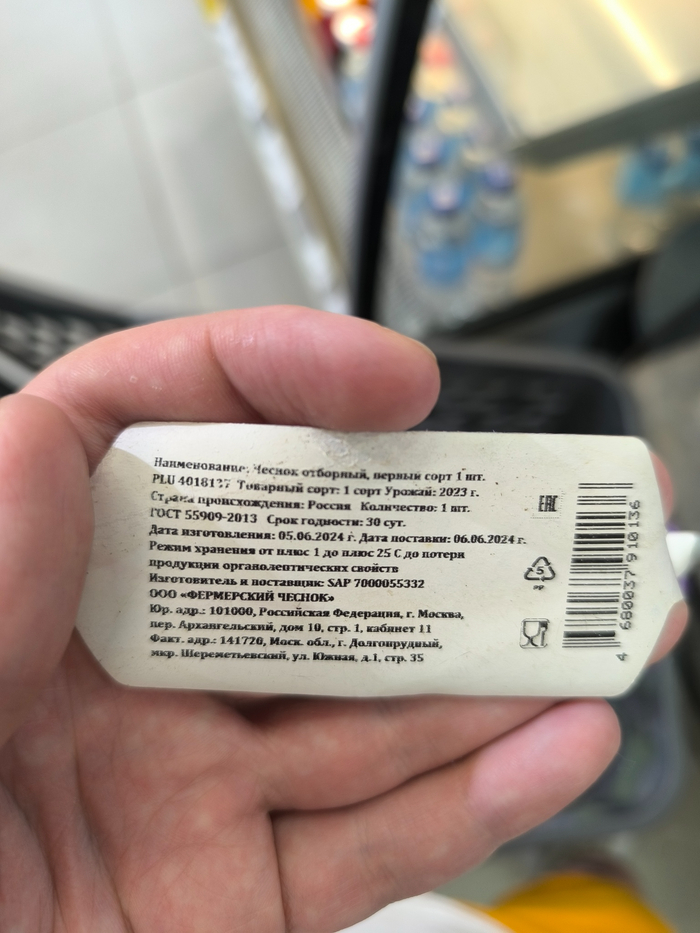 Наименование: Чеснок отборный, первый сорт 1 шт.
PLU 4018137 Товарный сорт: 1 сорт Урожай: 2023 г.
Страна происхождения: Россия Количество: 1 шт.
ГОСТ 55909-2013 Срок годности: 30 сут.
Дата изготовления: 05.06.2024 г. Дата поставки: 06.06.2024 г.
Режим хранения от плюс 1 до плюс 25 С до потери
продукции органолептических свойств
Изготовитель и поставщик: SAP 7000055332
ООО «ФЕРМЕРСКИЙ ЧЕСНОК»
Юр. адр.: 101000, Российская Федерация, г. Москва,
пер. Архангельский, дом 10, стр. 1, кабинет 11
Факт. адр.: 141720, Моск. обл., г. Долгопрудный,
мкр. Шереметьевский, ул. Южная, д.1, стр. 35
EAC
5
PP
4 680037 910136